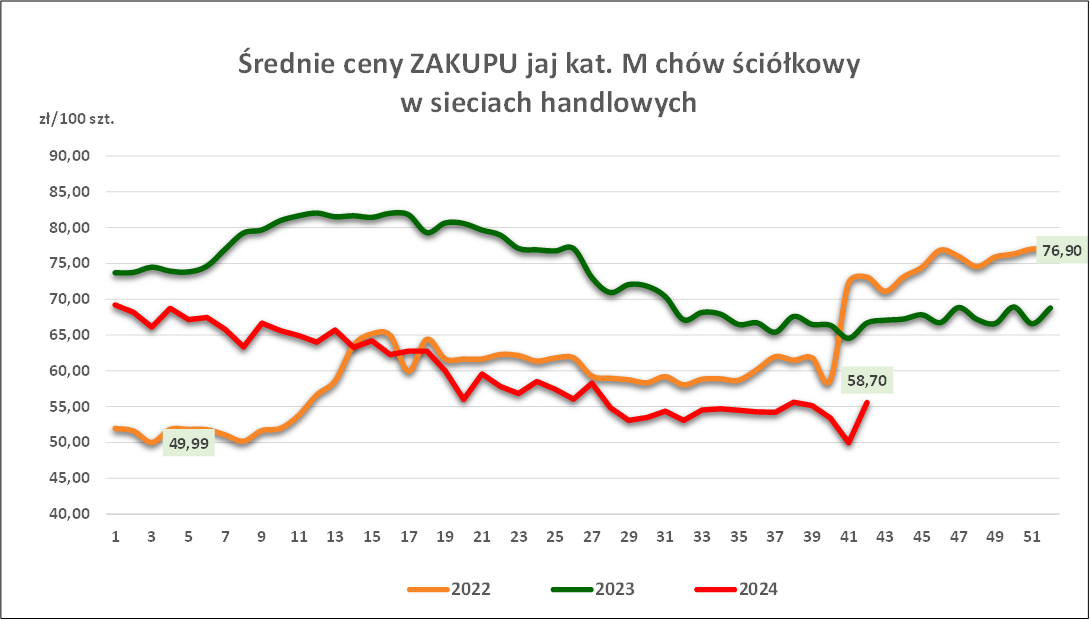 Średnie ceny ZAKUPU jaj kat. M chów ściółkowy
w sieciach handlowych
zł/100 szt.
90,00
85,00
80,00
75,00
70,00
65,00
60,00
55,00
50,00
45,00
40,00
76,90
58,70
49,99
1 3 5 7 9 11 13 15 17 19 21 23 25 27 29 31 33 35 37 39 41 43 45 47 49 51
2022 2023 2024